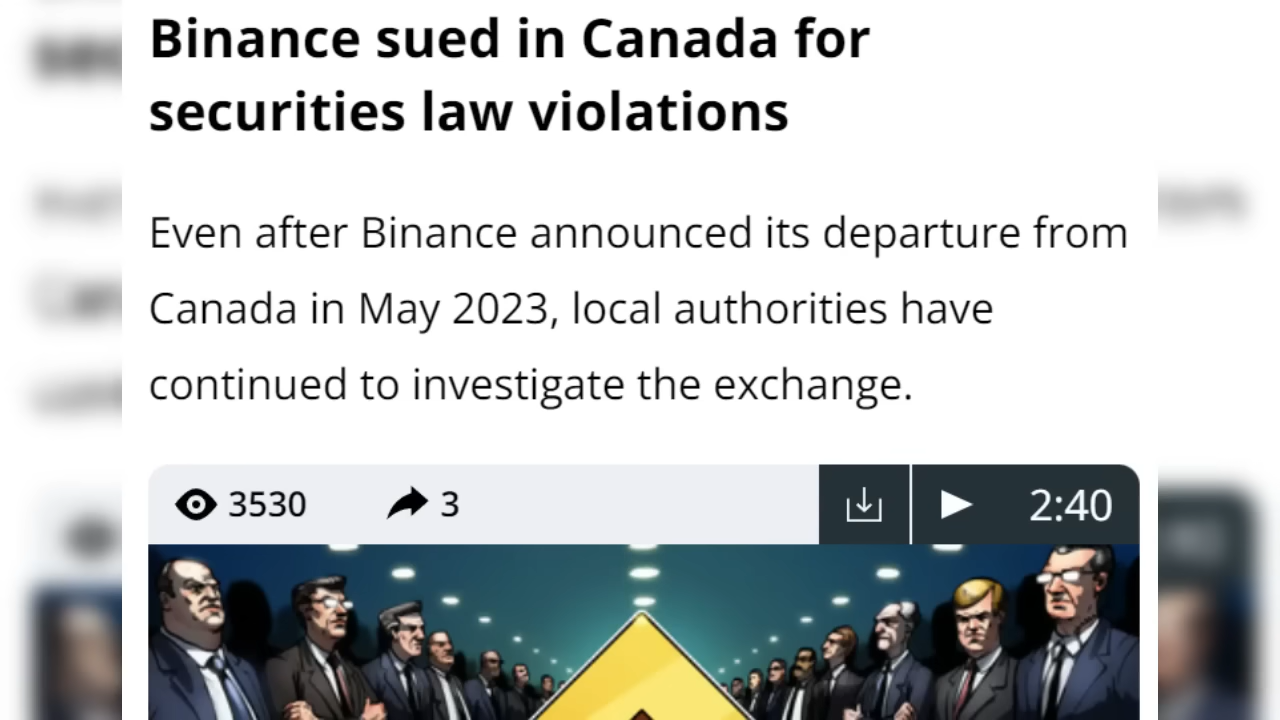 Binance sued in Canada for
securities law violations
Even after Binance announced its departure from
Canada in May 2023, local authorities have
continued to investigate the exchange.
3530 3 2:40